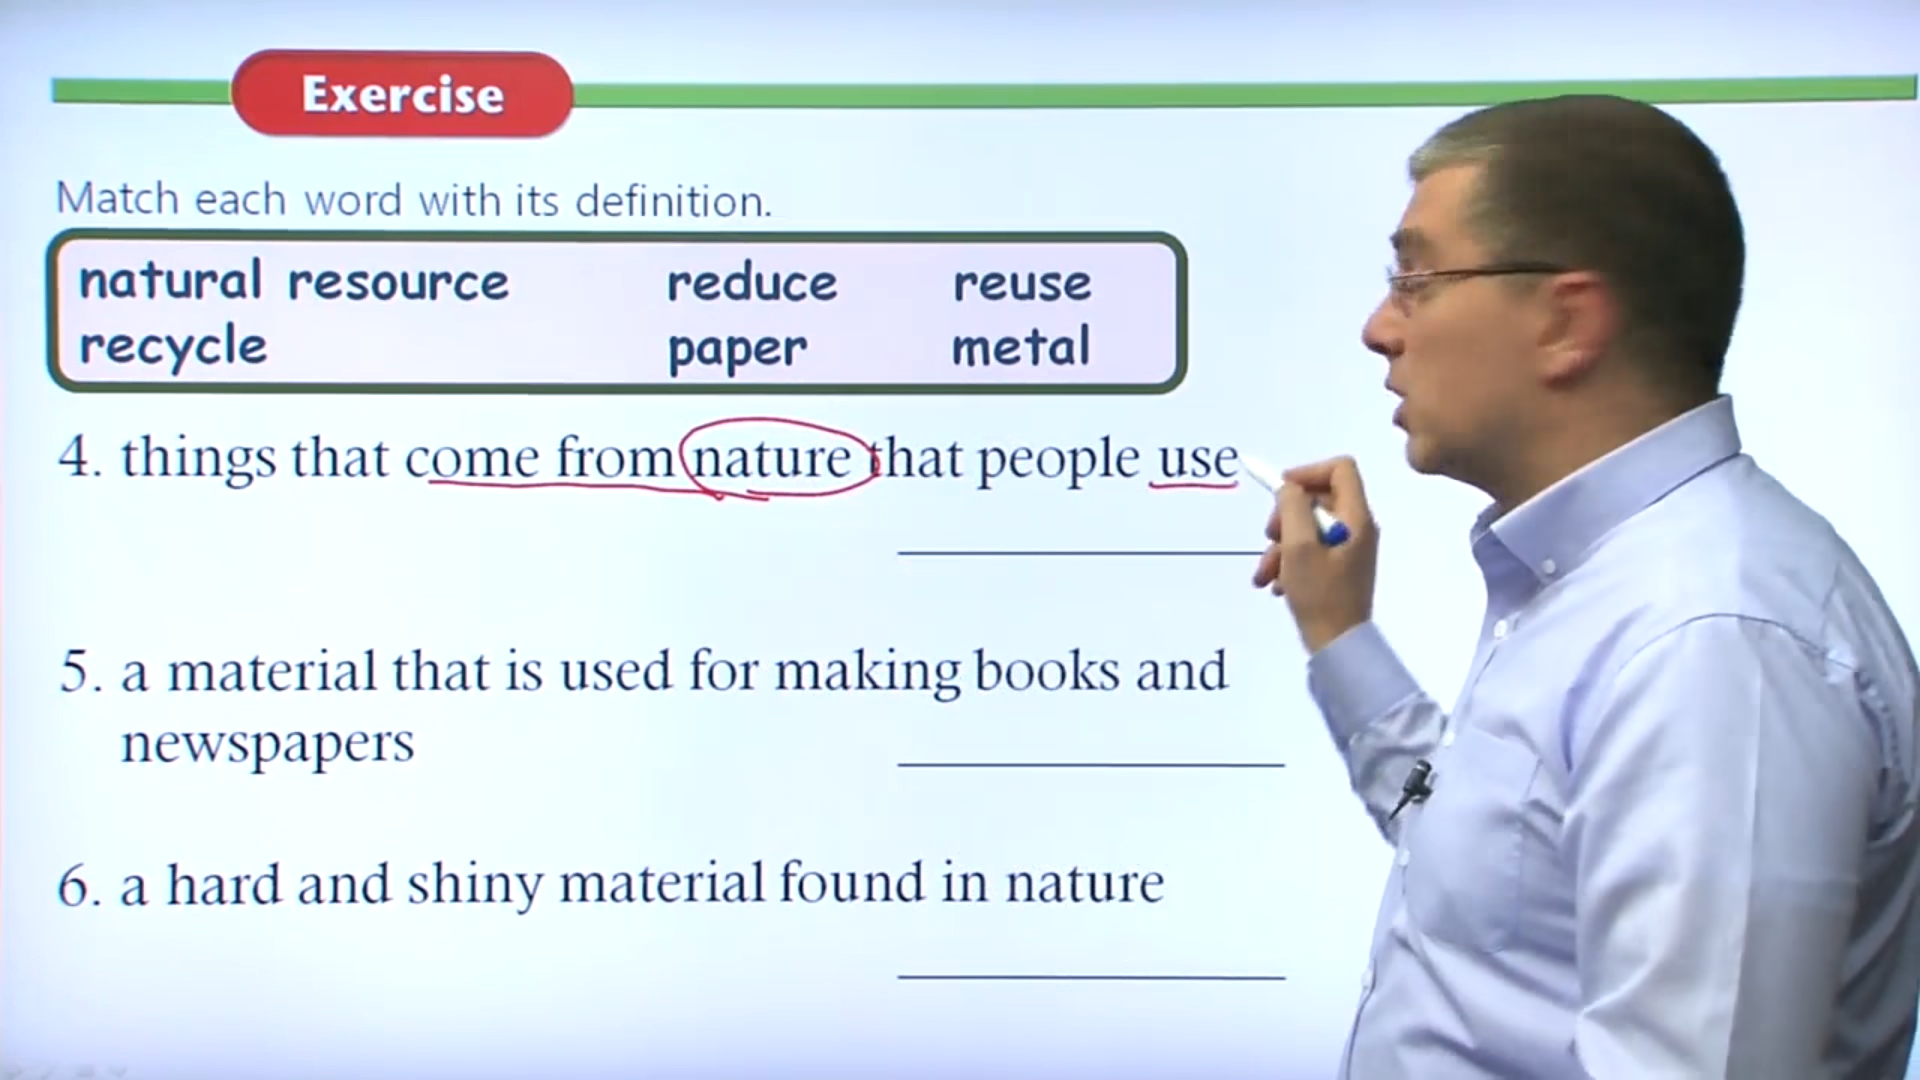 Exercise
Match each word with its definition.
natural resource reduce reuse
recycle paper metal
4. things that come from nature that people use
5. a material that is used for making books and
newspapers
6. a hard and shiny material found in nature